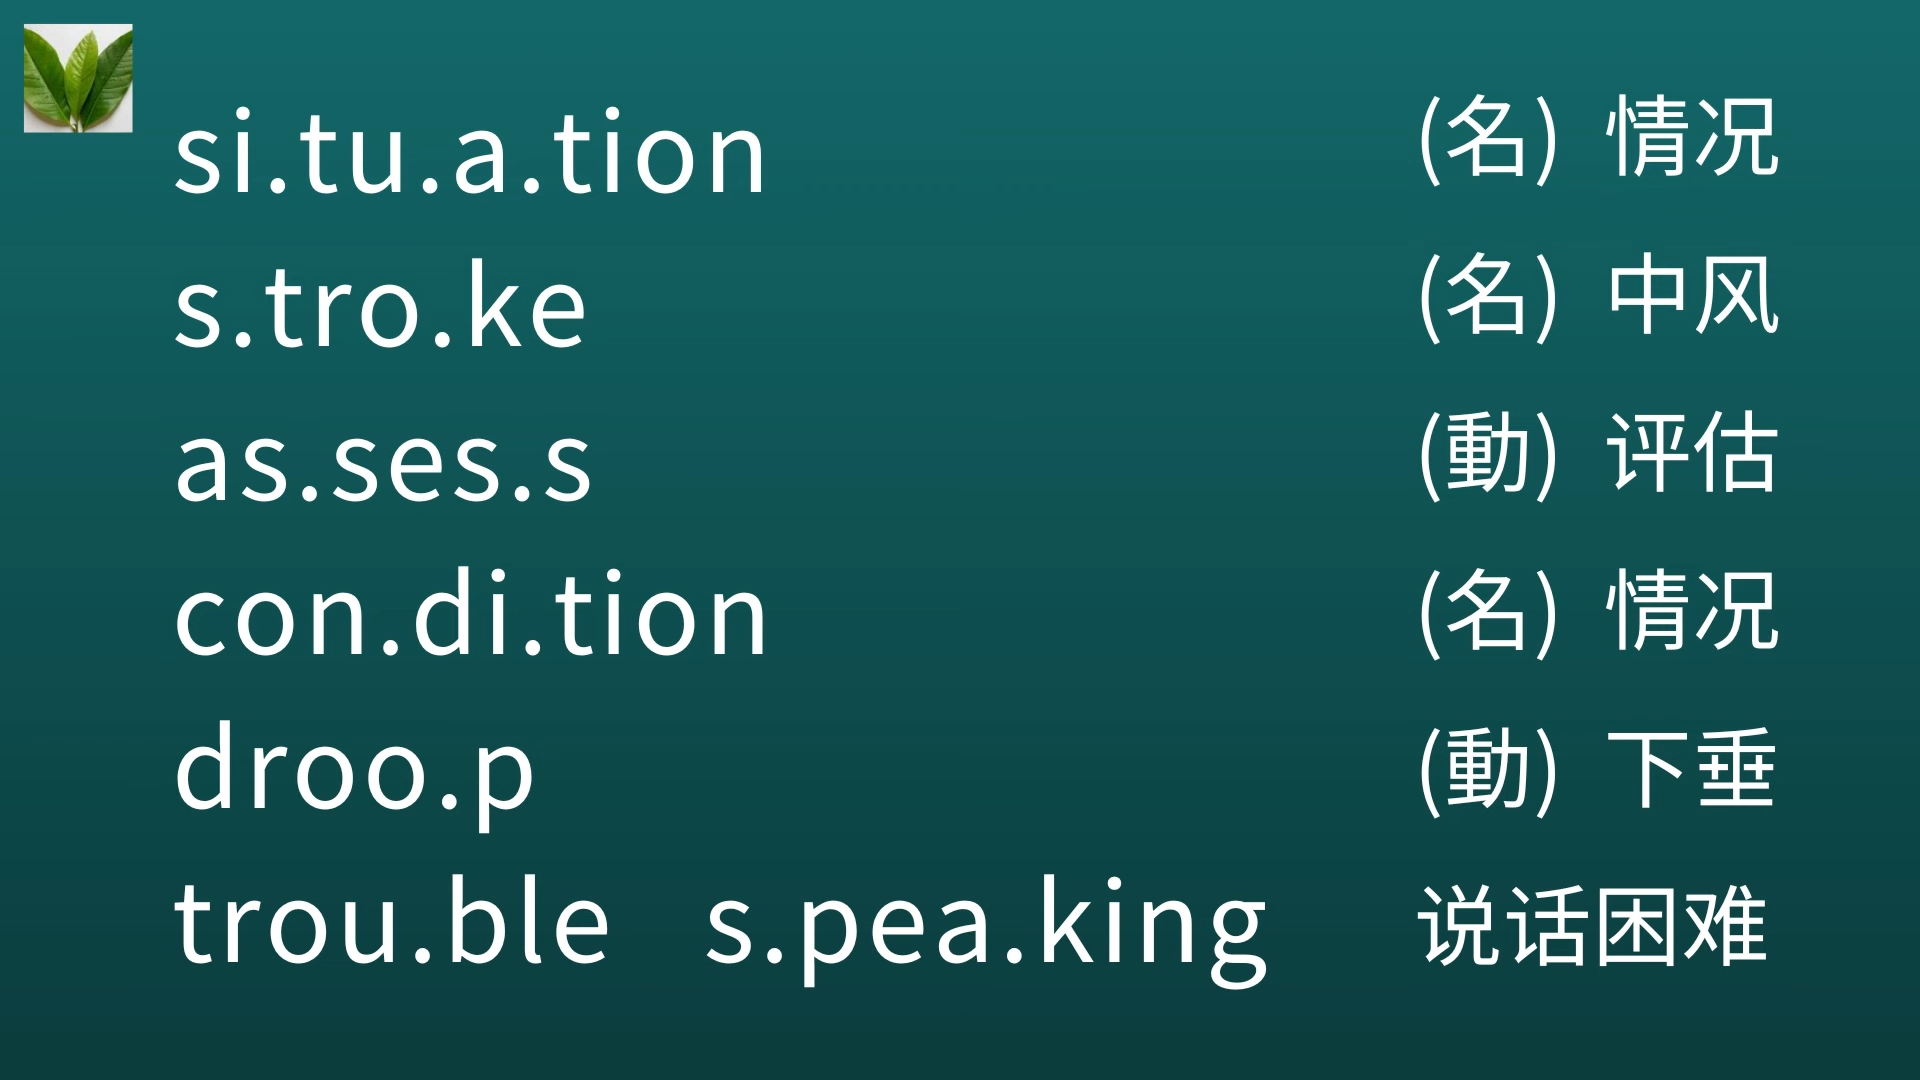 si.tu.a.tion (名) 情况
s.tro.ke (名) 中风
as.ses.s (動) 评估
con.di.tion (名) 情况
droo.p (動) 下垂
trou.ble s.pea.king 说话困难